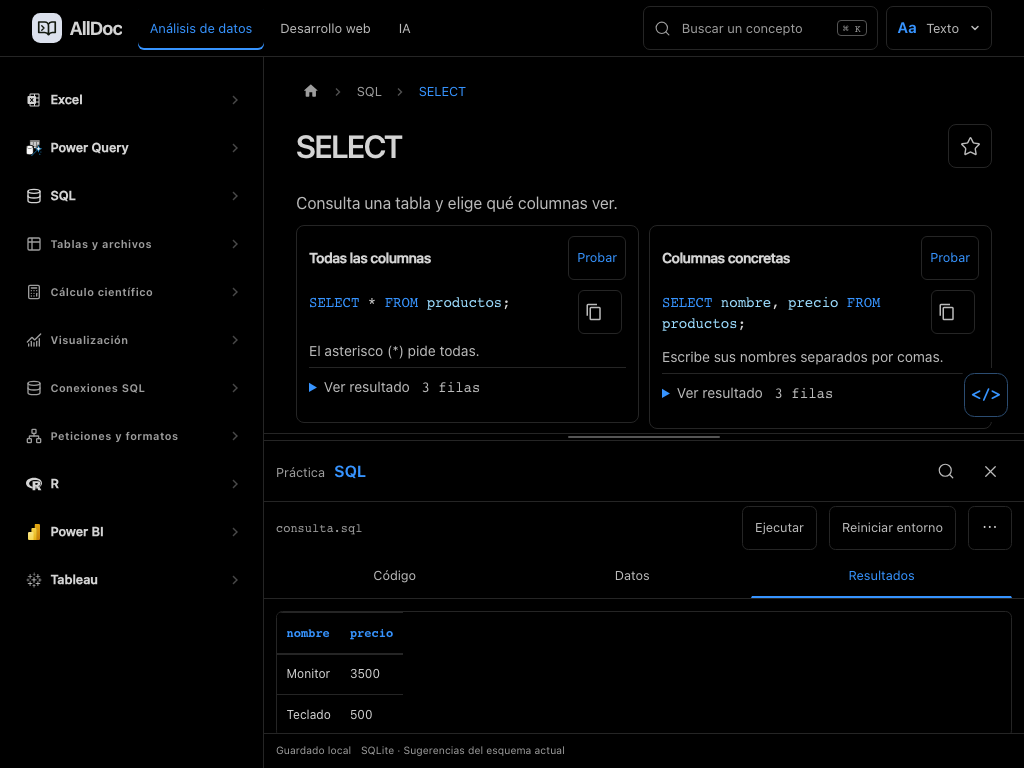 AllDoc
Análisis de datos
Desarrollo web
IA
Buscar un concepto
⌘ K
Aa Texto
Excel
Power Query
SQL
Tablas y archivos
Cálculo científico
Visualización
Conexiones SQL
Peticiones y formatos
R
Power BI
Tableau
SQL
SELECT
SELECT
Consulta una tabla y elige qué columnas ver.
Todas las columnas
Probar
SELECT * FROM productos;
El asterisco (*) pide todas.
Ver resultado 3 filas
Columnas concretas
Probar
SELECT nombre, precio FROM
productos;
Escribe sus nombres separados por comas.
Ver resultado 3 filas
</>
Práctica SQL
consulta.sql
Ejecutar
Reiniciar entorno
···
Código
Datos
Resultados
nombre precio
Monitor 3500
Teclado 500
Guardado local SQLite · Sugerencias del esquema actual